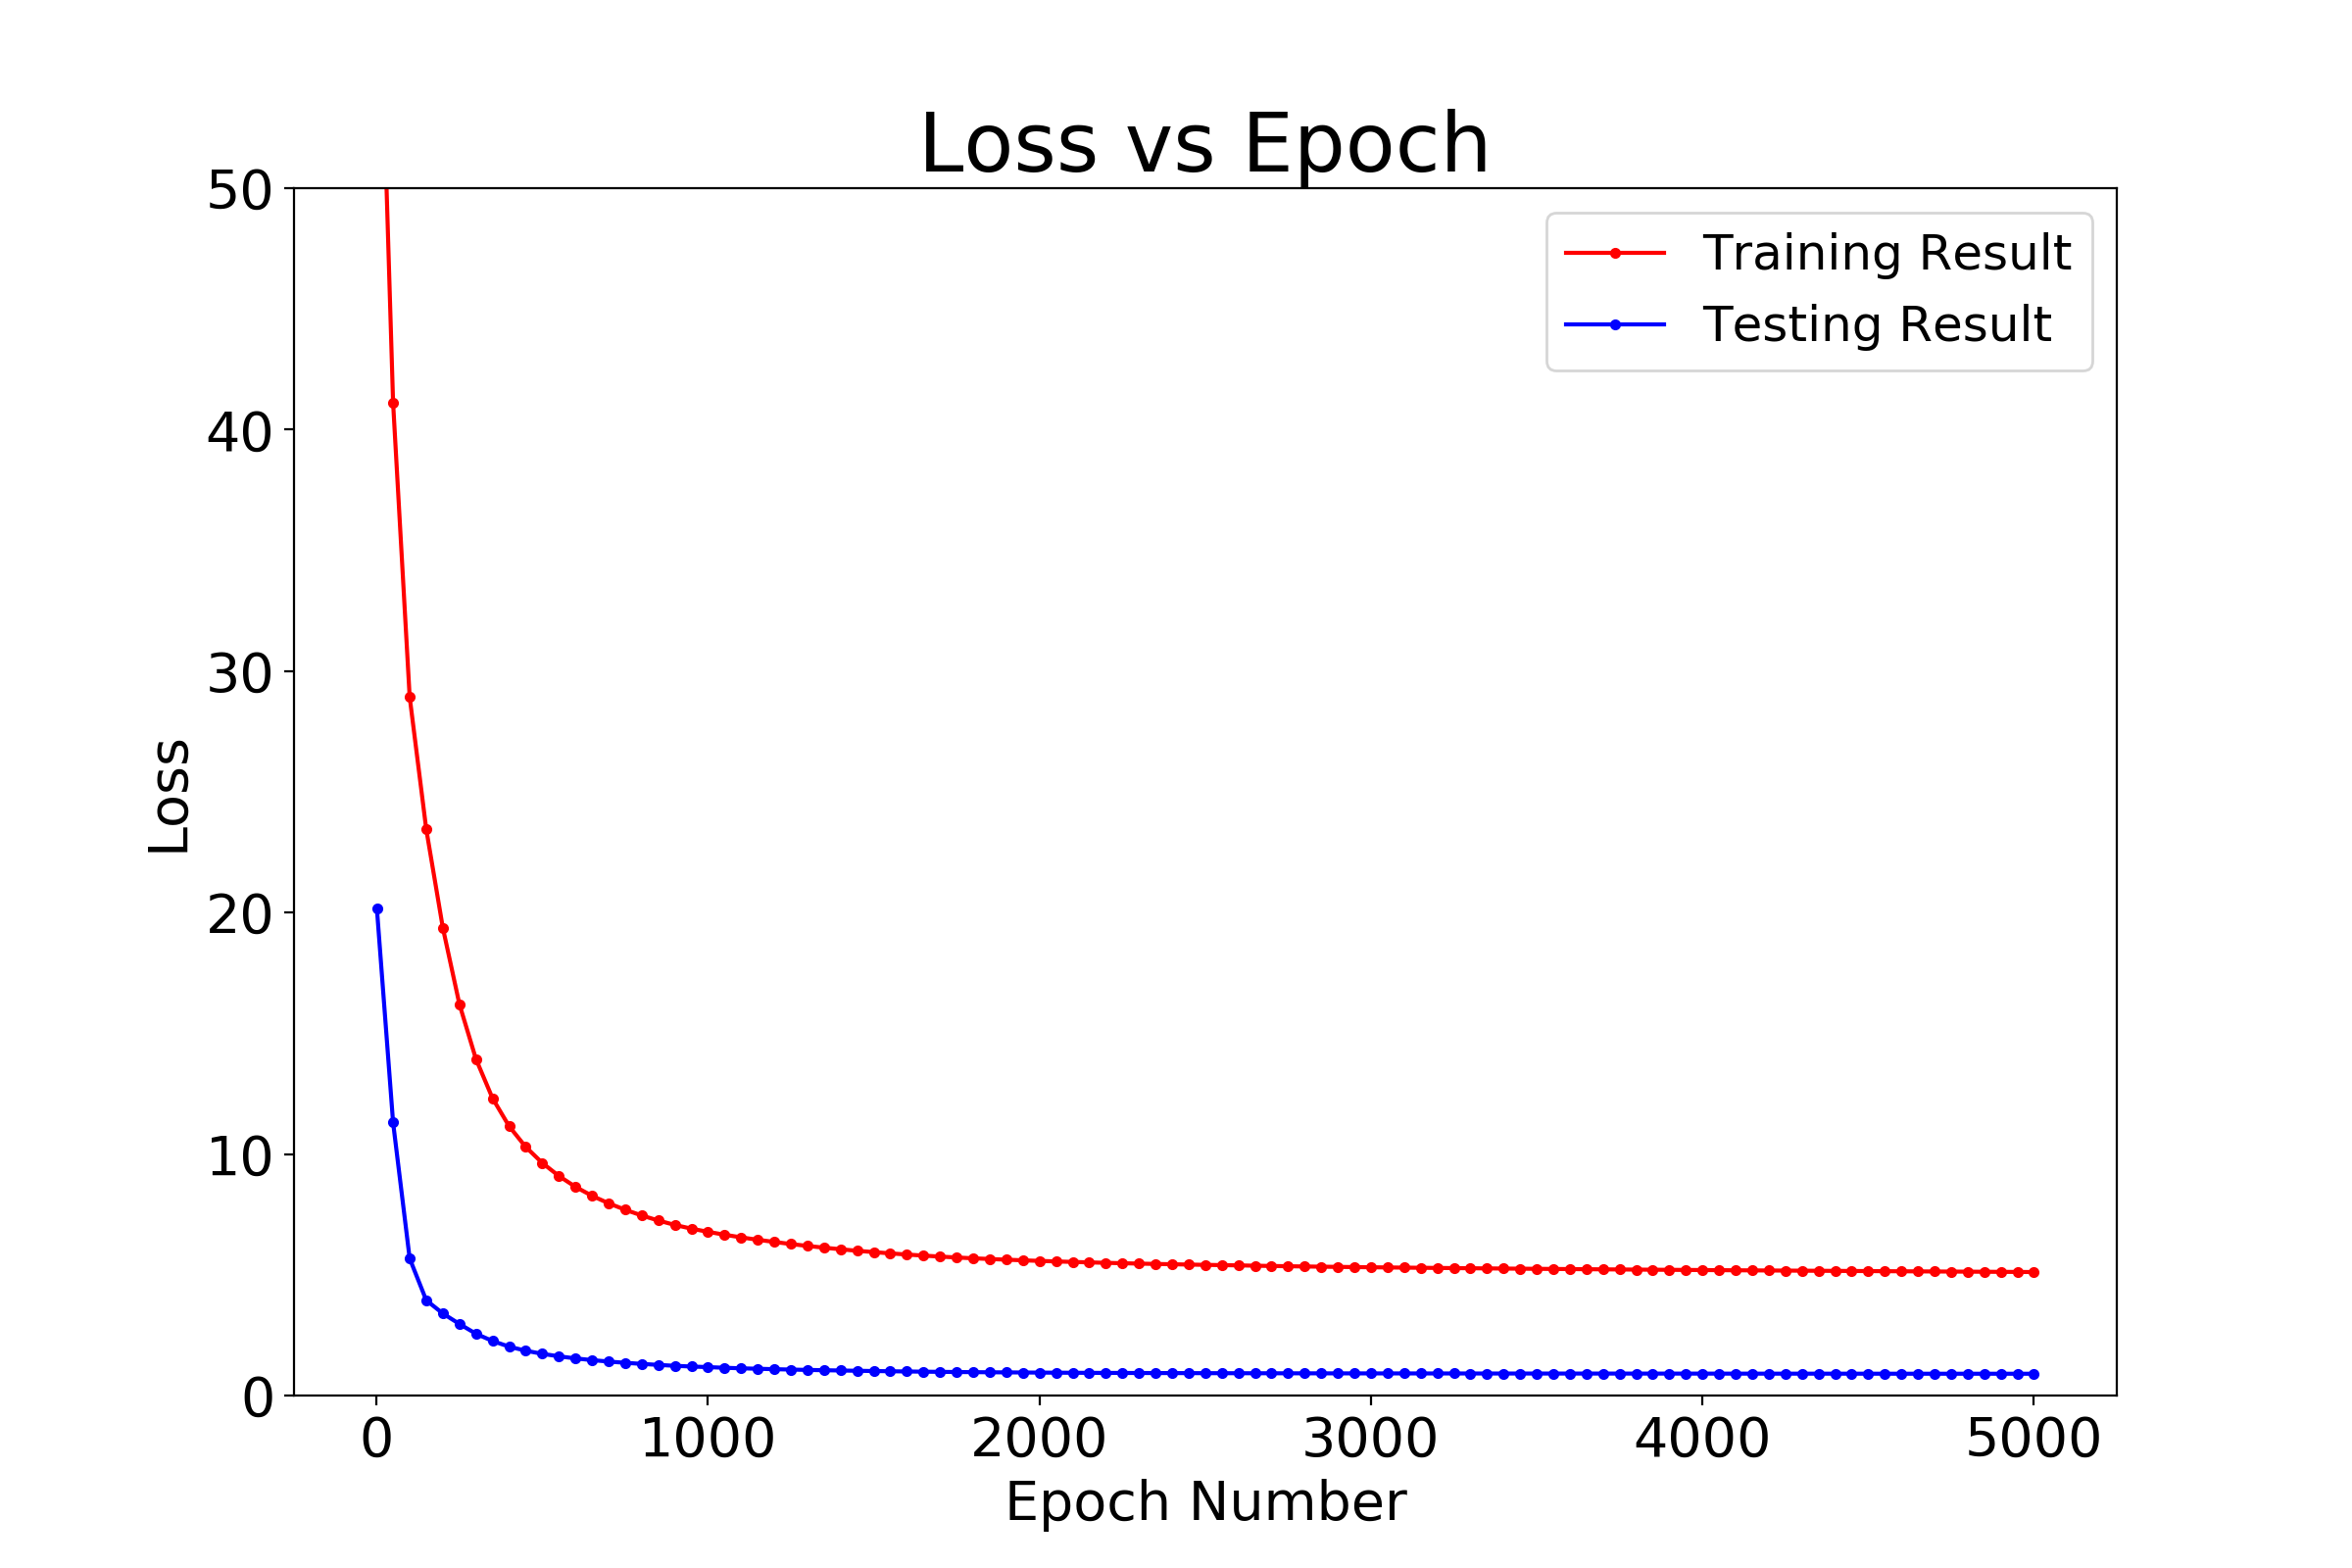 Loss vs Epoch
Training Result
Testing Result
50
40
30
20
10
0
Loss
0 1000 2000 3000 4000 5000
Epoch Number